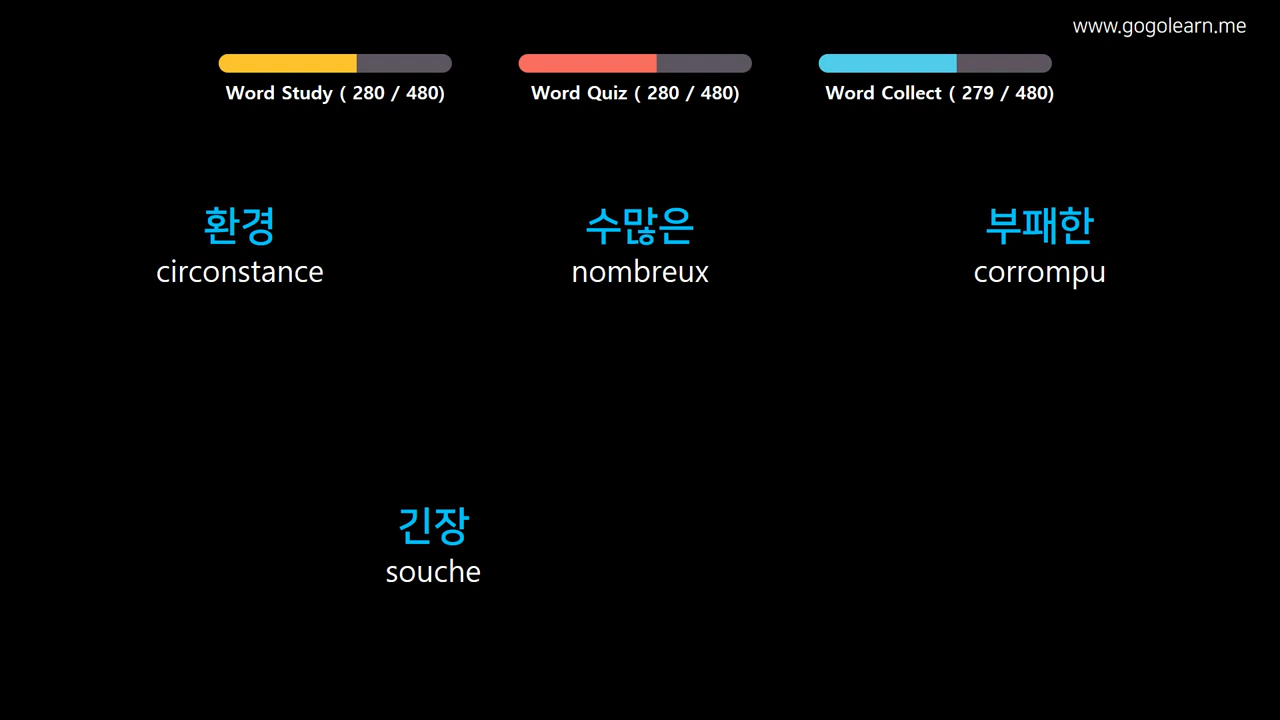 www.gogolearn.me
Word Study ( 280 / 480)
Word Quiz ( 280 / 480)
Word Collect ( 279 / 480)
환경
circonstance
수많은
nombreux
부패한
corrompu
긴장
souche